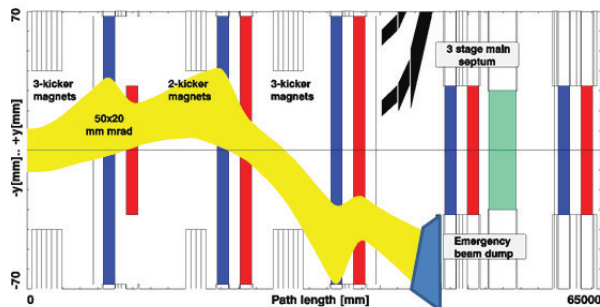 70
3 stage main
septum
3-kicker
magnets
2-kicker
magnets
3-kicker
magnets
50x20
mm mrad
-y[mm].. +y[mm]
Emergency
beam dump
-70
0
Path length [mm]
65000